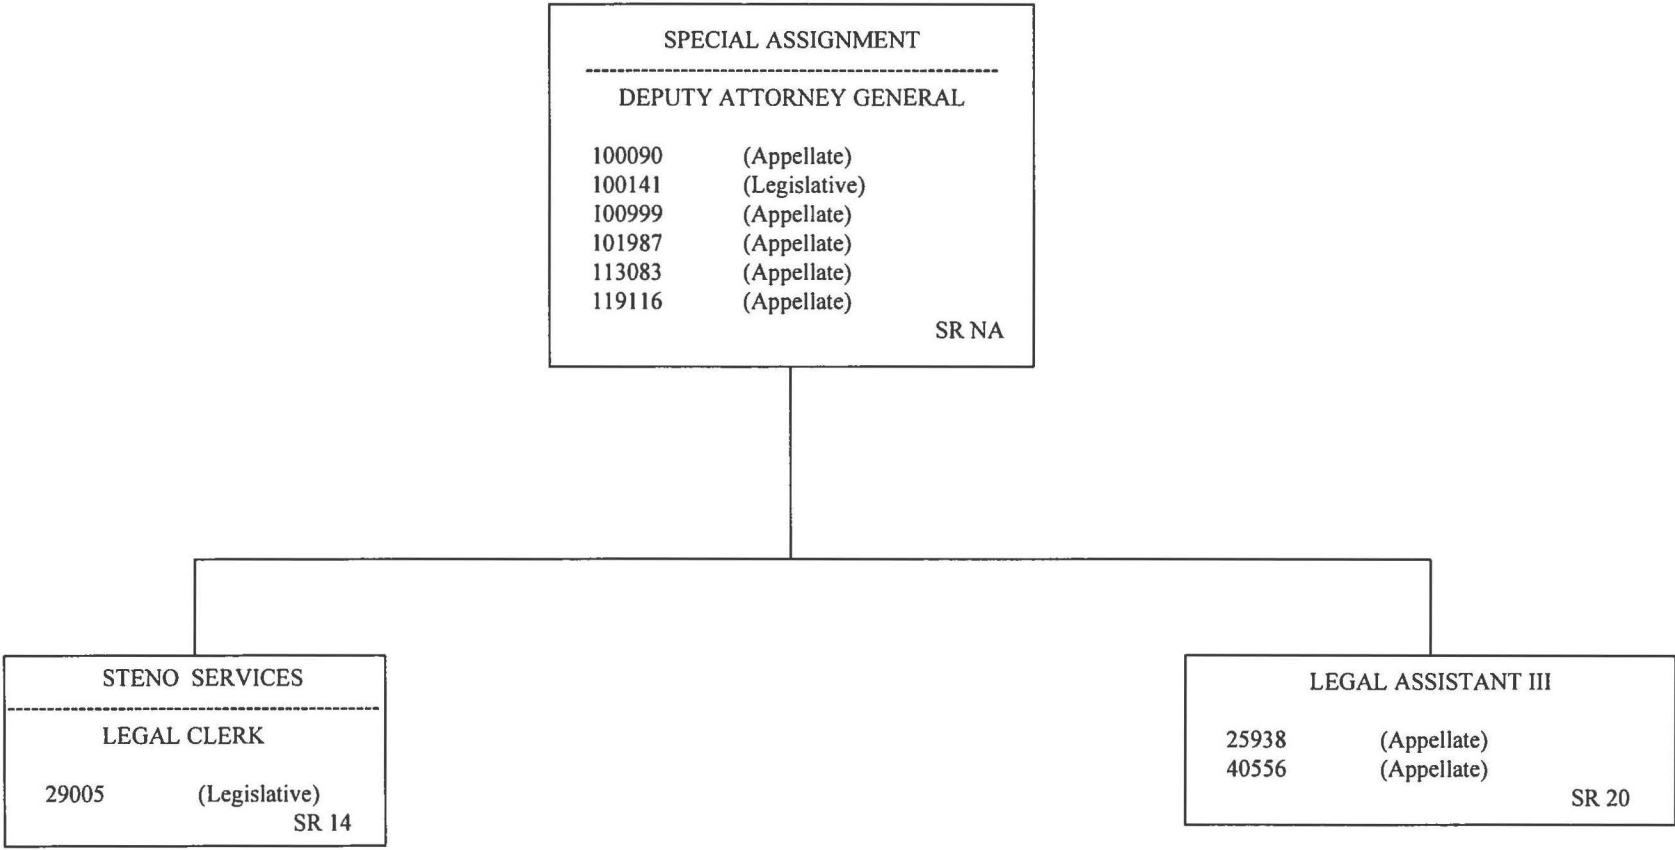 SPECIAL ASSIGNMENT
DEPUTY ATTORNEY GENERAL
100090 (Appellate)
100141 (Legislative)
100999 (Appellate)
101987 (Appellate)
113083 (Appellate)
119116 (Appellate)
SR NA
STENO SERVICES
LEGAL CLERK
29005 (Legislative)
SR 14
LEGAL ASSISTANT III
25938 (Appellate)
40556 (Appellate)
SR 20